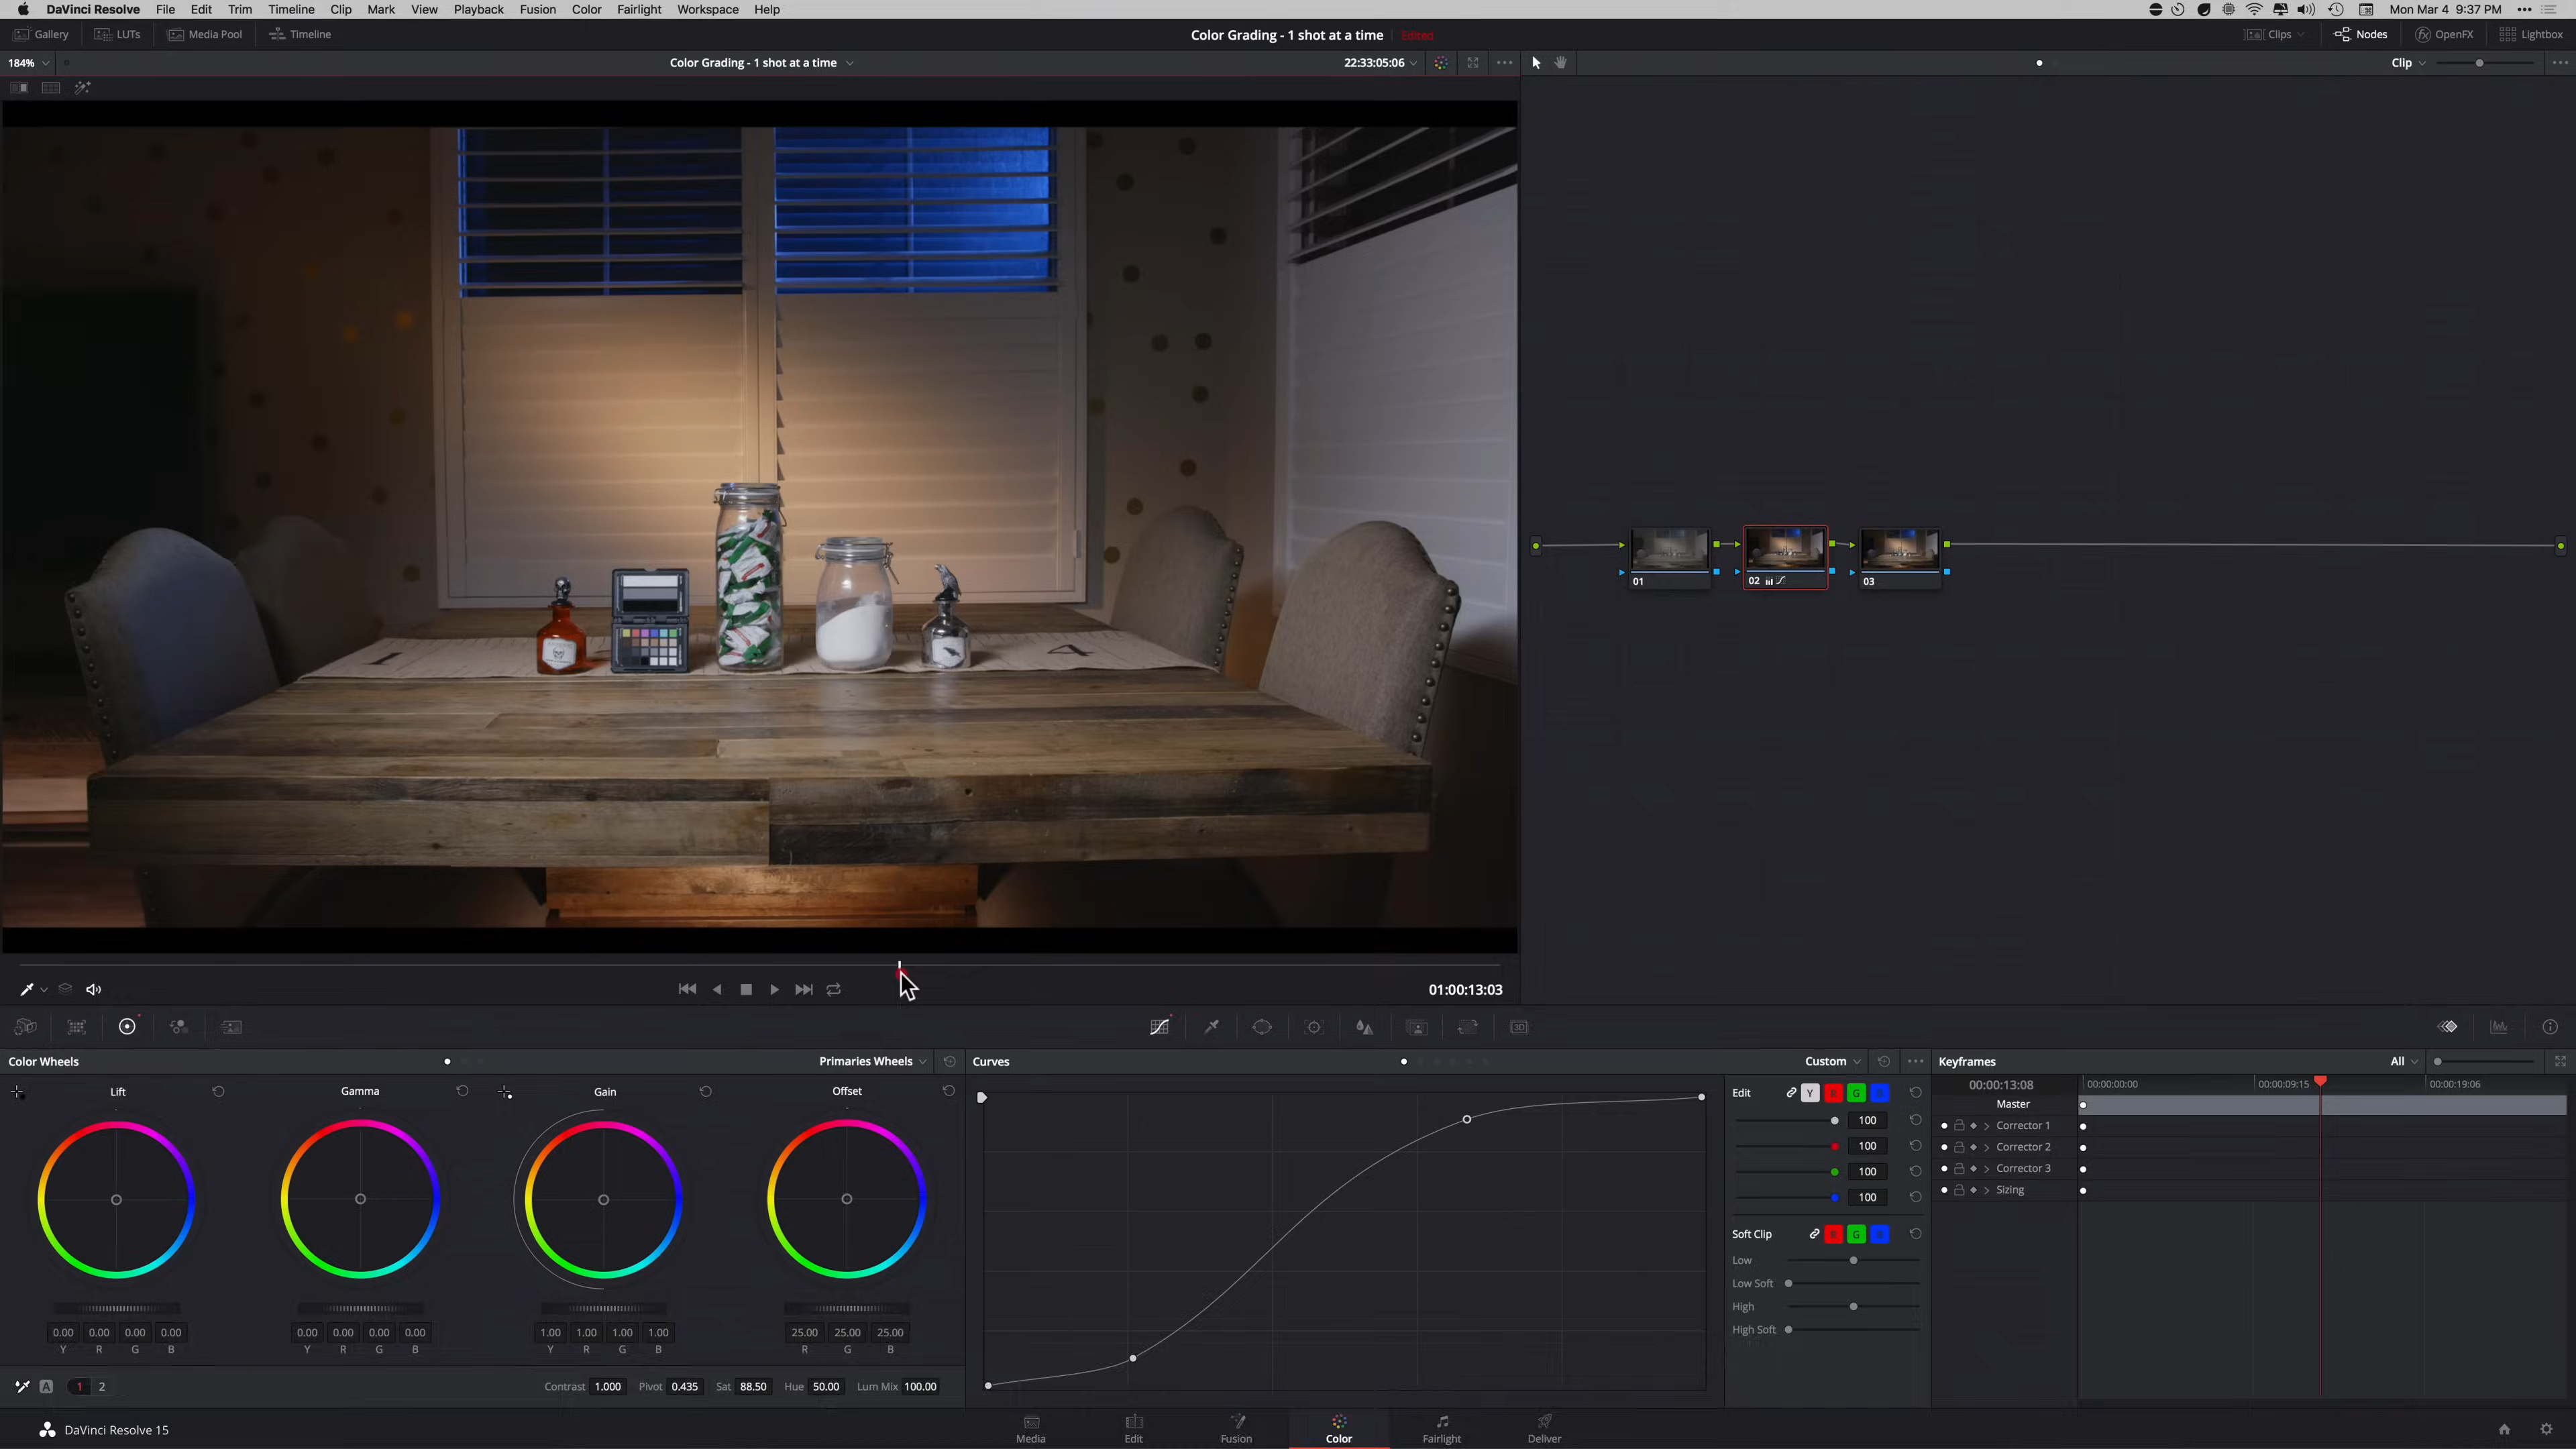 DaVinci Resolve File Edit Trim Timeline Clip Mark View Playback Fusion Color Fairlight Workspace Help Mon Mar 4 9:37 PM
Gallery LUTs Media Pool Timeline Color Grading - 1 shot at a time Edited Clips Nodes OpenFX Lightbox
184% Color Grading - 1 shot at a time 22:33:05:06 Clip
1 4
01 02 03
01:00:13:03
Color Wheels Primaries Wheels Curves Custom Keyframes All
Lift Gamma Gain Offset
Edit Y R G B
100
100
100
100
Soft Clip R G B
Low
Low Soft
High
High Soft
00:00:13:08 00:00:00:00 00:00:09:15 00:00:19:06
Master
Corrector 1
Corrector 2
Corrector 3
Sizing
0.00 0.00 0.00 0.00 0.00 0.00 0.00 0.00 1.00 1.00 1.00 1.00 25.00 25.00 25.00
Y R G B Y R G B Y R G B R G B
A 1 2 Contrast 1.000 Pivot 0.435 Sat 88.50 Hue 50.00 Lum Mix 100.00
DaVinci Resolve 15 Media Edit Fusion Color Fairlight Deliver
3D